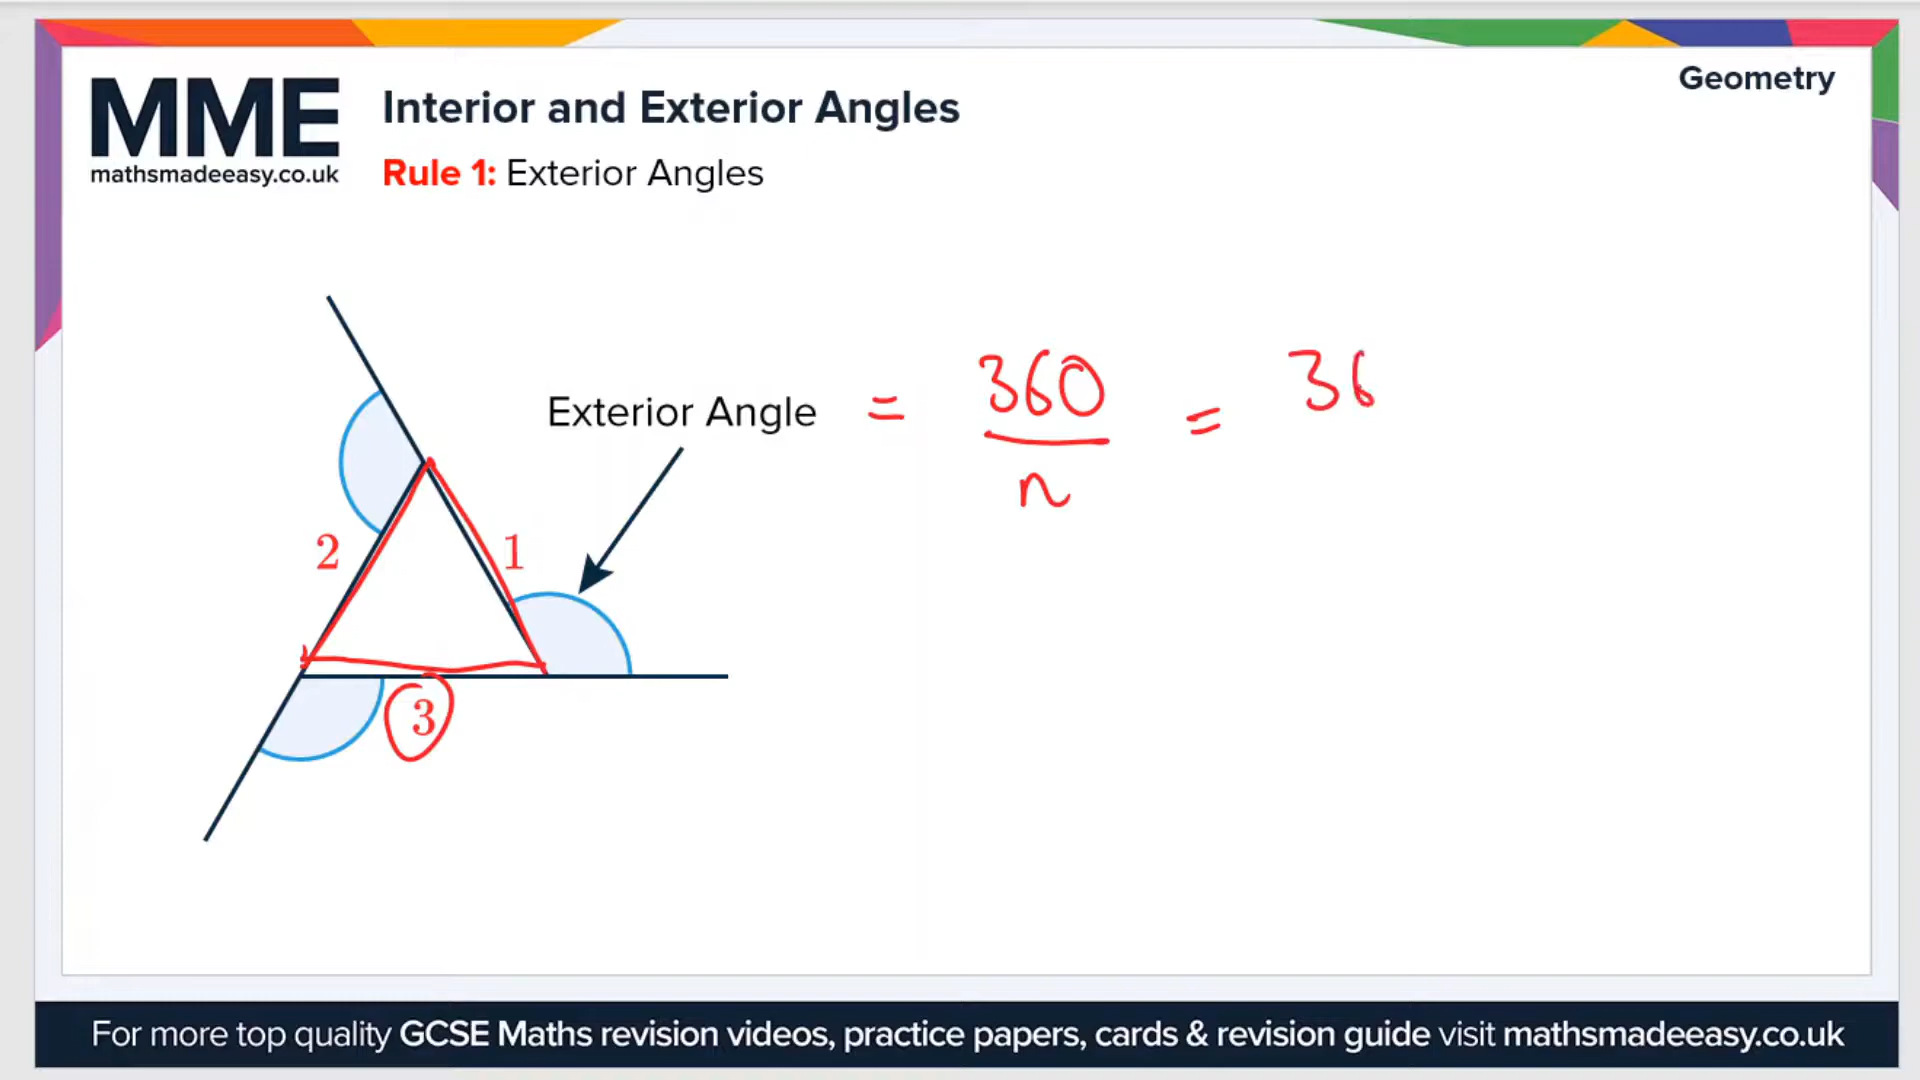 MME
mathsmadeeasy.co.uk
Interior and Exterior Angles
Rule 1: Exterior Angles
Geometry
Exterior Angle = 360/n = 36
2
1
3
For more top quality GCSE Maths revision videos, practice papers, cards & revision guide visit mathsmadeeasy.co.uk